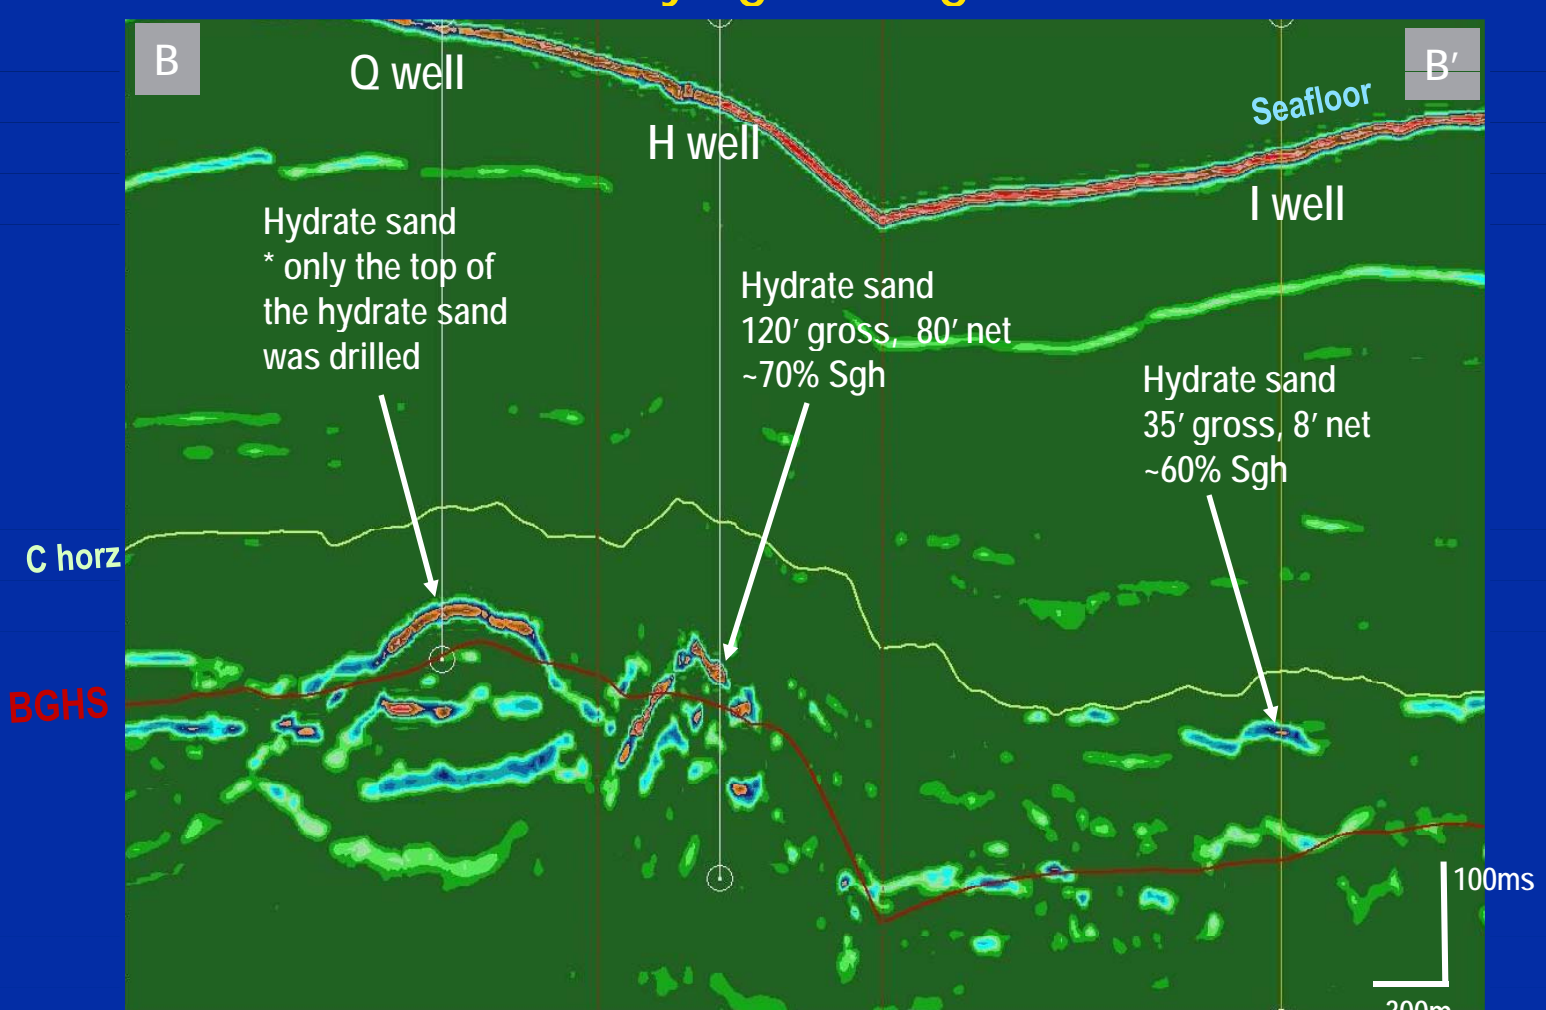 B
B′
Q well
Seafloor
H well
I well
Hydrate sand
* only the top of
the hydrate sand
was drilled
Hydrate sand
120′ gross, 80′ net
~70% Sgh
Hydrate sand
35′ gross, 8′ net
~60% Sgh
C horz
BGHS
100ms